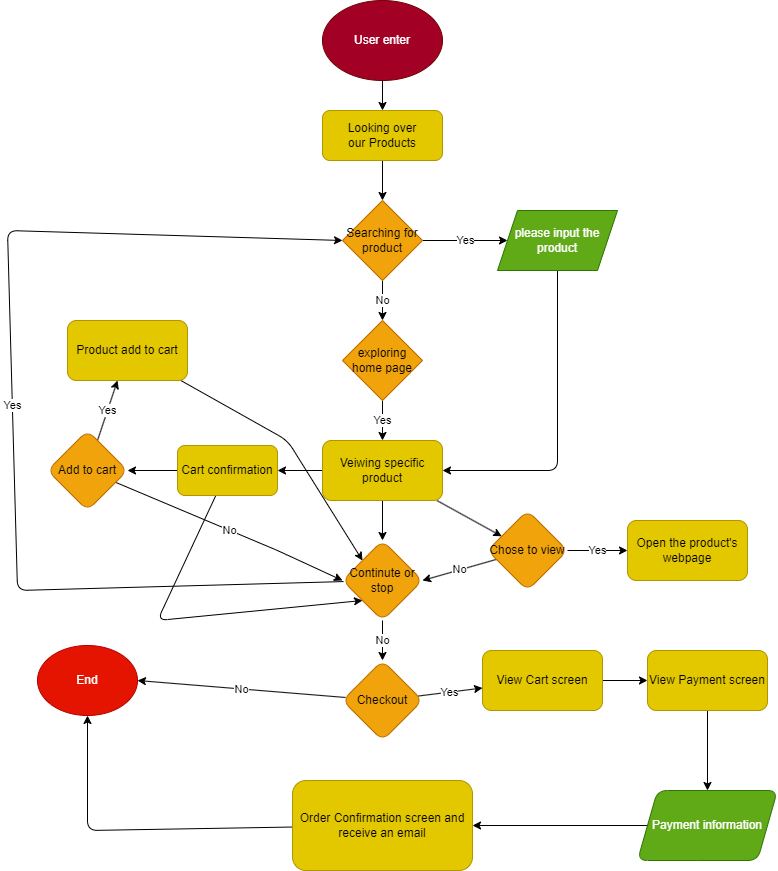 User enter
Looking over
our Products
Searching for
product
Yes
please input the
product
No
exploring
home page
Product add to cart
Yes
Yes
Yes
Add to cart
Cart confirmation
Veiwing specific
product
No
Chose to view
Yes
Open the product's
webpage
No
Continute or
stop
No
End
No
Checkout
Yes
View Cart screen
View Payment screen
Order Confirmation screen and
receive an email
Payment information